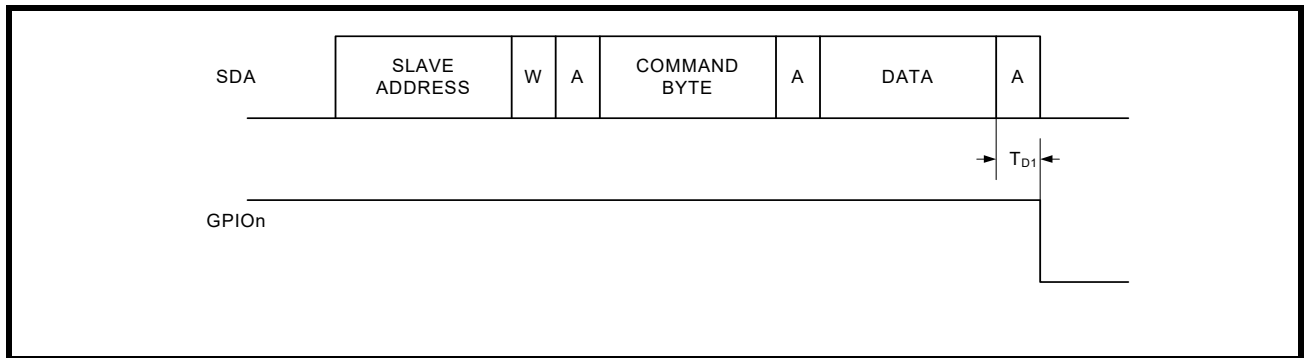 SDA
SLAVE
ADDRESS
W
A
COMMAND
BYTE
A
DATA
A
TD1
GPIOn